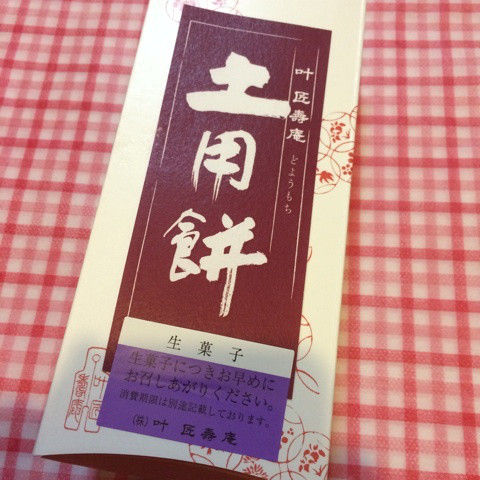 叶 匠壽庵
土用餅
どようもち
生菓子
生菓子につきお早めに
お召しあがりください。
消費期限は別途記載しております。
(株) 叶 匠壽庵